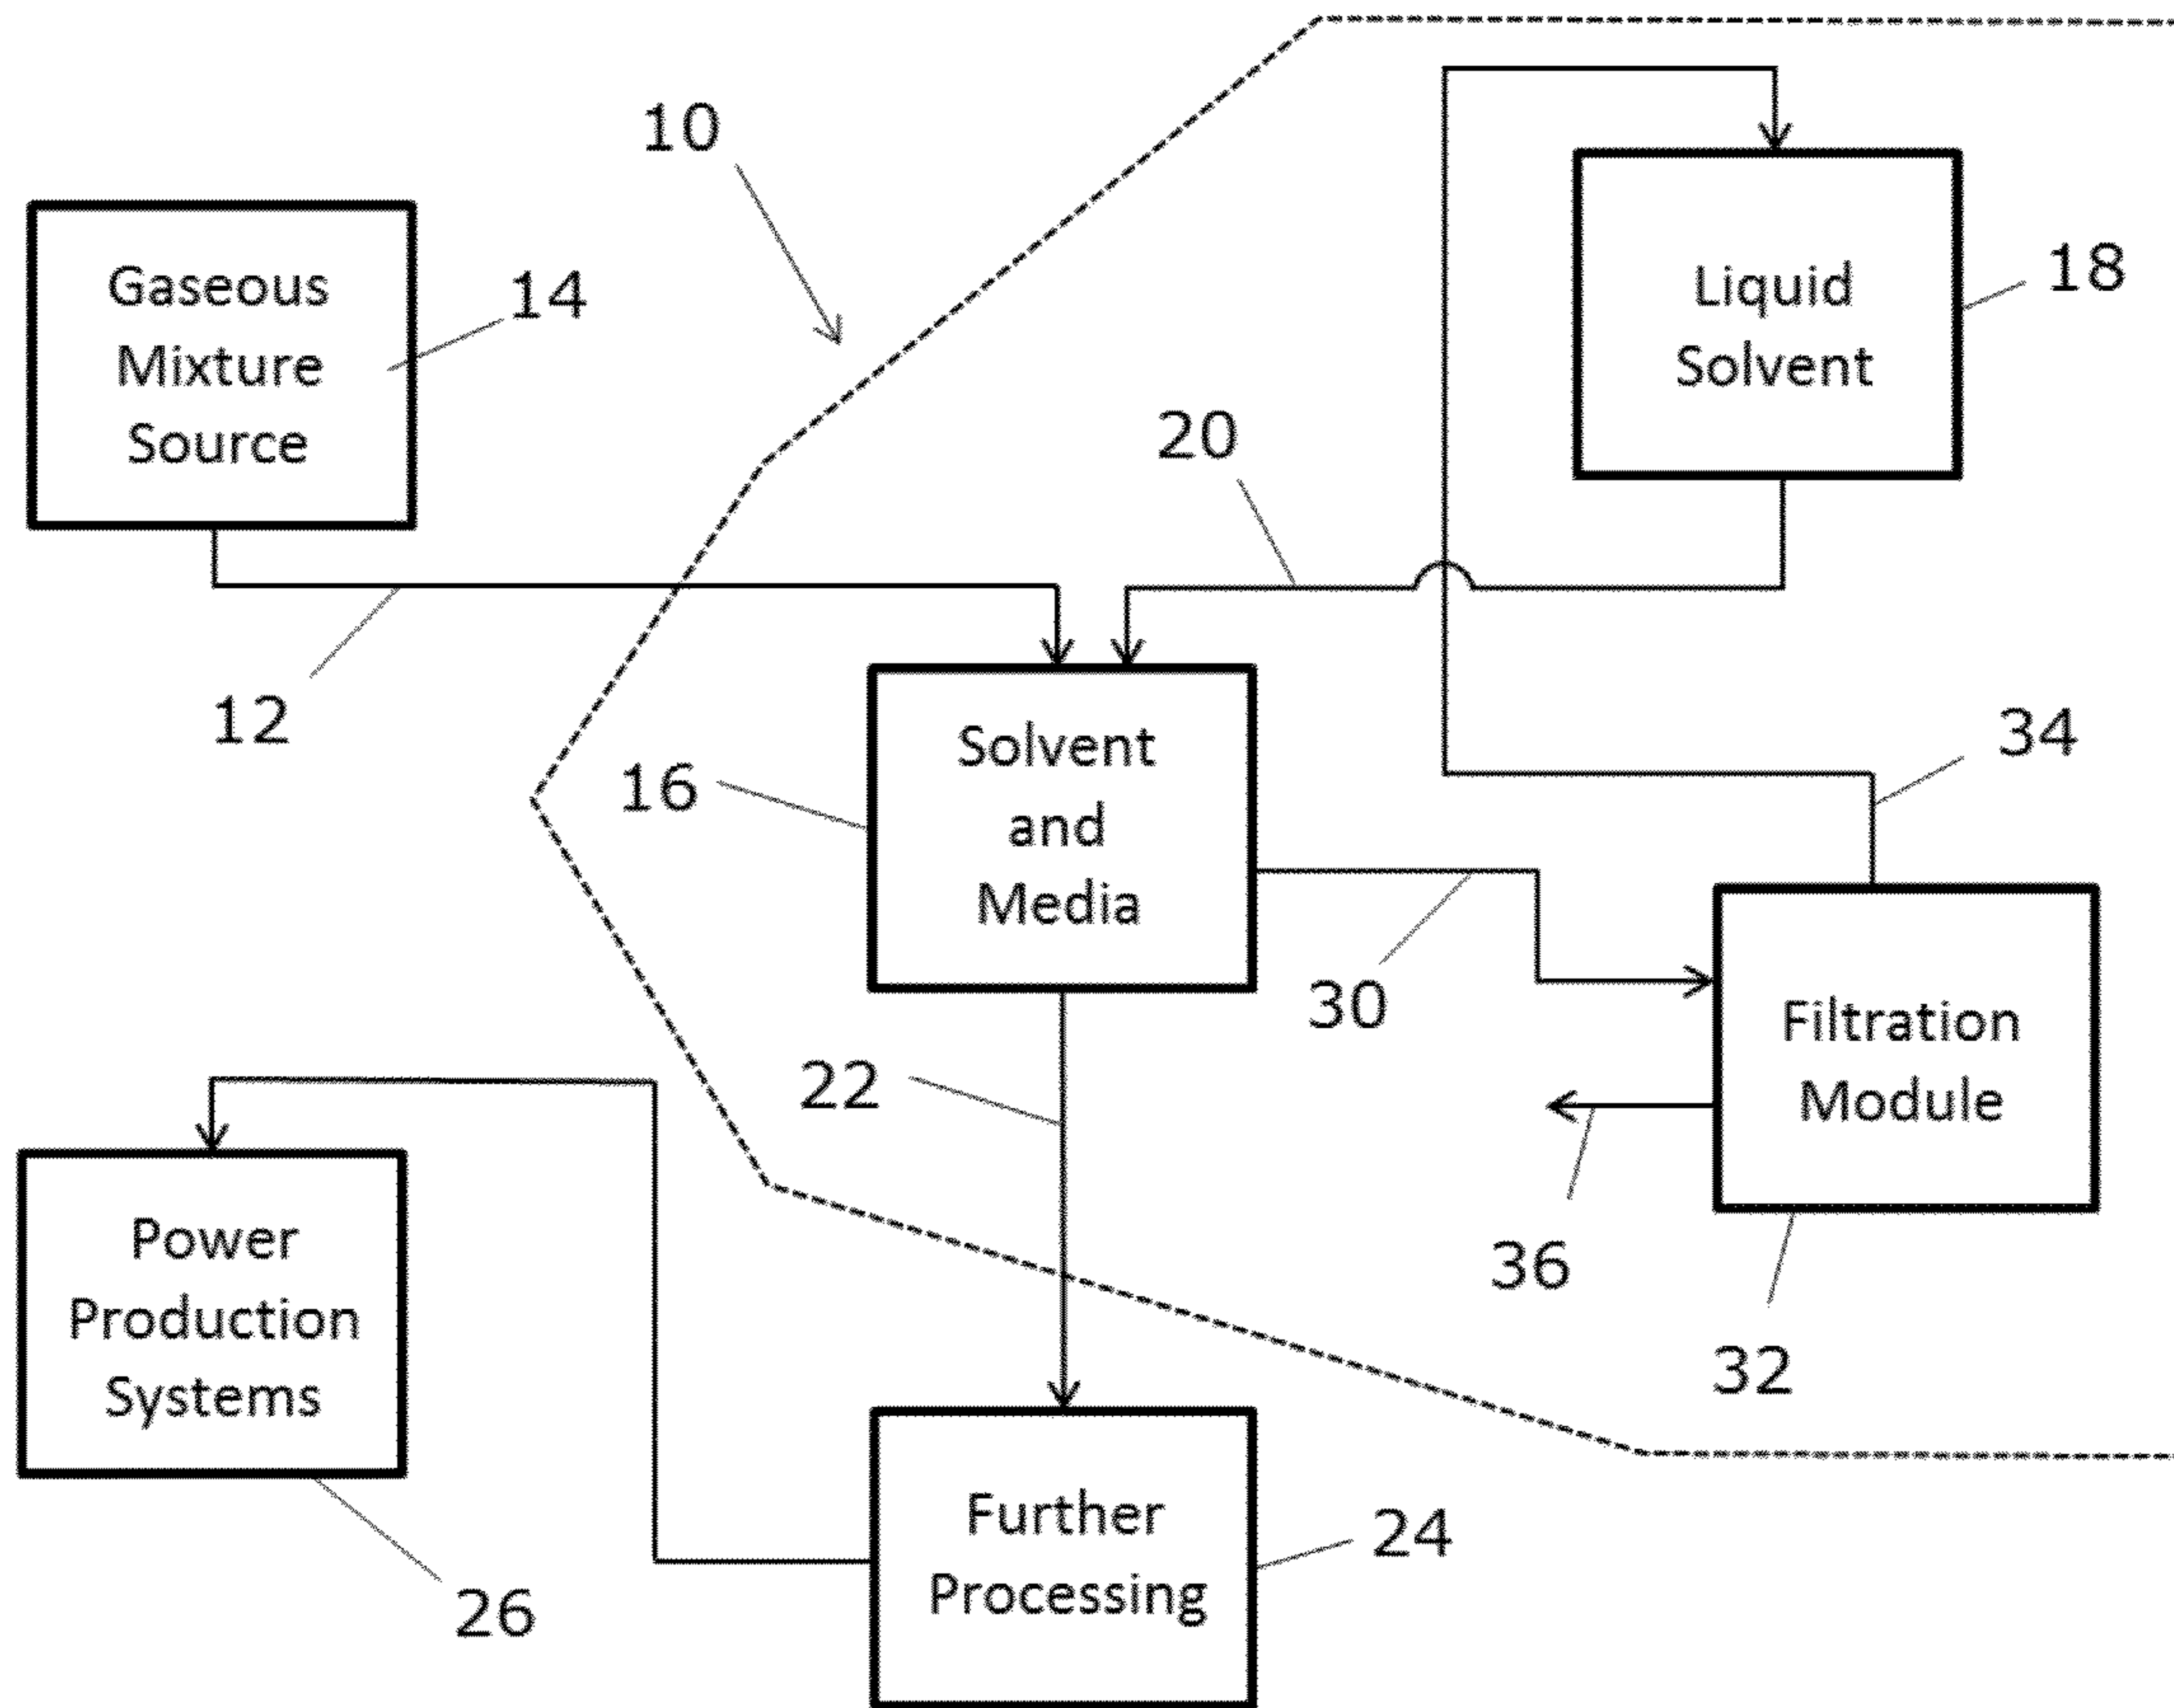 10
Gaseous
Mixture
Source
14
Liquid
Solvent
18
20
12
Solvent
and
Media
16
34
30
Filtration
Module
22
36
32
Power
Production
Systems
26
Further
Processing
24